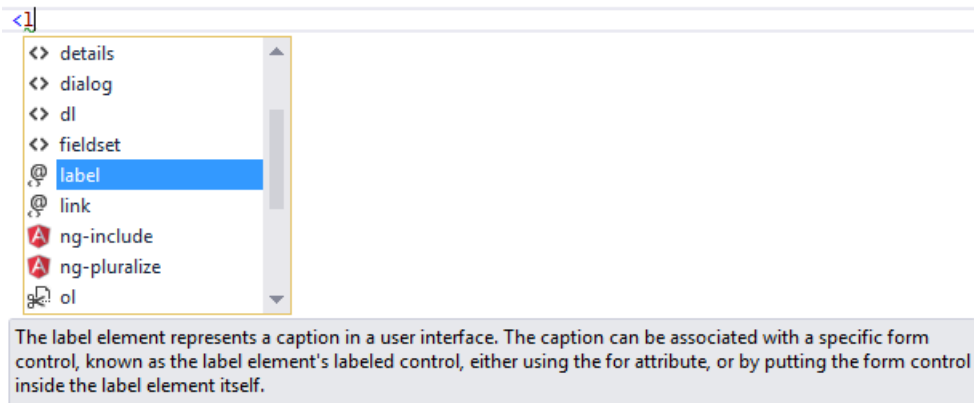 <l
details
dialog
dl
fieldset
label
link
ng-include
ng-pluralize
ol
The label element represents a caption in a user interface. The caption can be associated with a specific form
control, known as the label element's labeled control, either using the for attribute, or by putting the form control
inside the label element itself.